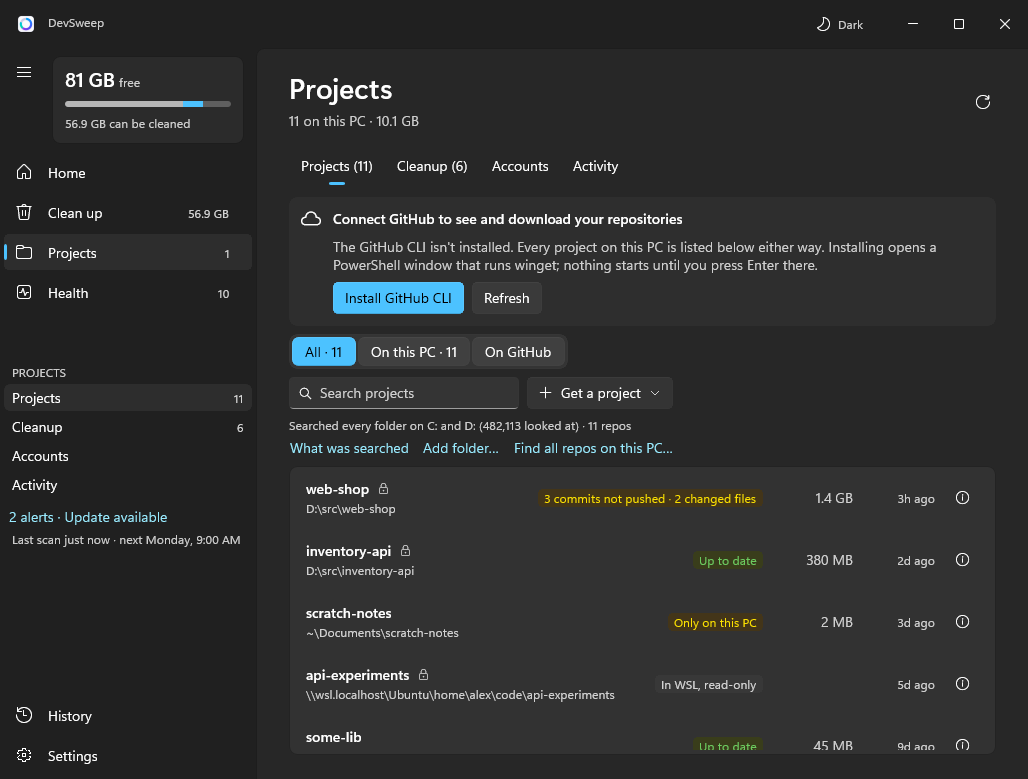 DevSweep
Dark
81 GB free
56.9 GB can be cleaned
Home
Clean up 56.9 GB
Projects 1
Health 10
PROJECTS
Projects 11
Cleanup 6
Accounts
Activity
2 alerts · Update available
Last scan just now · next Monday, 9:00 AM
History
Settings
Projects
11 on this PC · 10.1 GB
Projects (11) Cleanup (6) Accounts Activity
Connect GitHub to see and download your repositories
The GitHub CLI isn't installed. Every project on this PC is listed below either way. Installing opens a
PowerShell window that runs winget; nothing starts until you press Enter there.
Install GitHub CLI Refresh
All · 11 On this PC · 11 On GitHub
Search projects Get a project
Searched every folder on C: and D: (482,113 looked at) · 11 repos
What was searched Add folder... Find all repos on this PC...
web-shop 3 commits not pushed · 2 changed files 1.4 GB 3h ago
D:\src\web-shop
inventory-api Up to date 380 MB 2d ago
D:\src\inventory-api
scratch-notes Only on this PC 2 MB 3d ago
~\Documents\scratch-notes
api-experiments In WSL, read-only 5d ago
\\wsl.localhost\Ubuntu\home\alex\code\api-experiments
some-lib Up to date 45 MB 9d ago